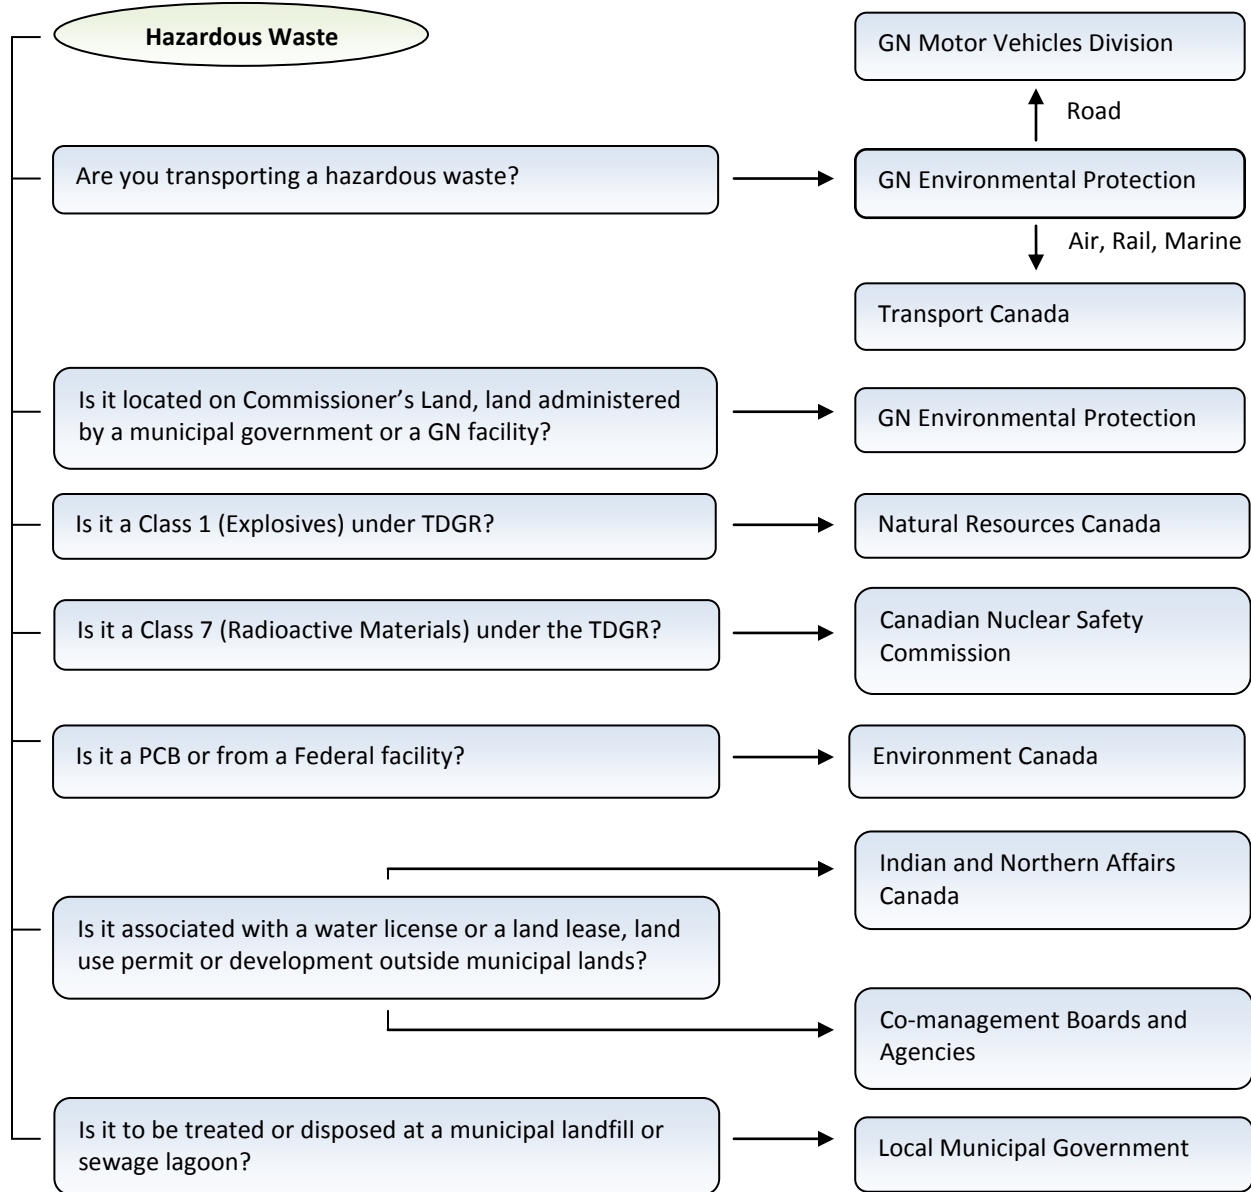 Hazardous Waste
GN Motor Vehicles Division
Road
Are you transporting a hazardous waste?
GN Environmental Protection
Air, Rail, Marine
Transport Canada
Is it located on Commissioner’s Land, land administered
by a municipal government or a GN facility?
GN Environmental Protection
Is it a Class 1 (Explosives) under TDGR?
Natural Resources Canada
Is it a Class 7 (Radioactive Materials) under the TDGR?
Canadian Nuclear Safety
Commission
Is it a PCB or from a Federal facility?
Environment Canada
Indian and Northern Affairs
Canada
Is it associated with a water license or a land lease, land
use permit or development outside municipal lands?
Co-management Boards and
Agencies
Is it to be treated or disposed at a municipal landfill or
sewage lagoon?
Local Municipal Government